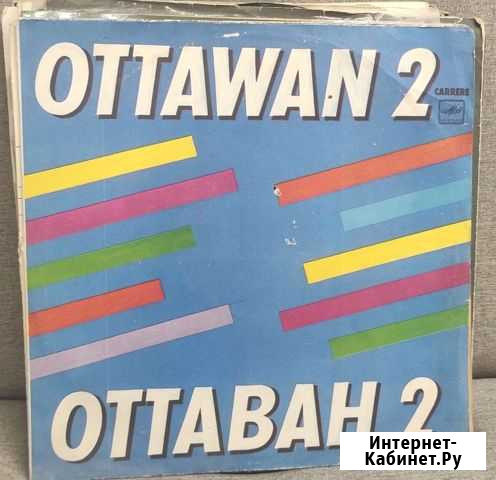 OTTAWAN 2
CARRERE
ОТТАВАН 2
Интернет-
Кабинет.Ру